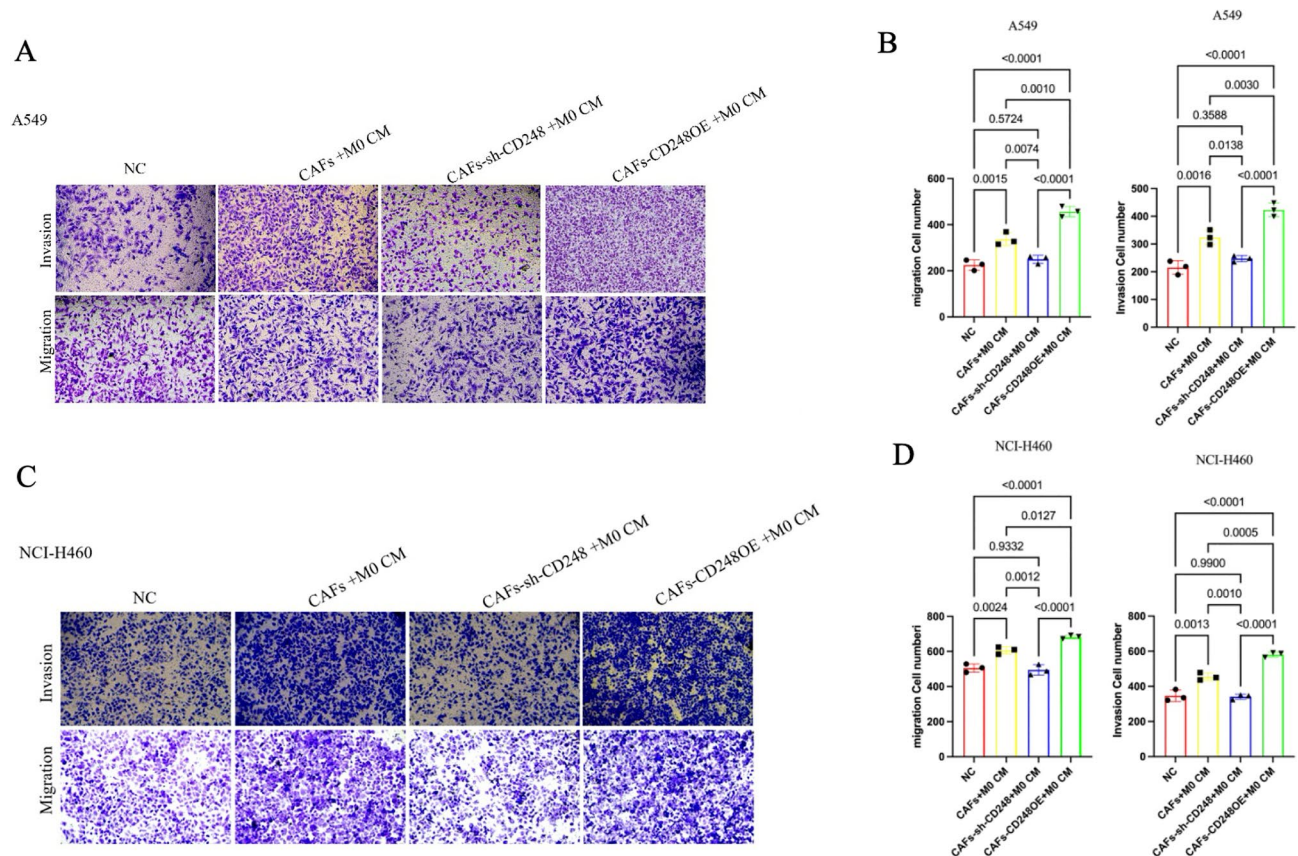 A
A549
NC
CAFs +M0 CM
CAFs-sh-CD248 +M0 CM
CAFs-CD248OE +M0 CM
Invasion
Migration
B
A549
<0.0001
0.0010
0.5724
0.0074
0.0015
<0.0001
600
400
200
0
migration Cell number
NC
CAFs+M0 CM
CAFs-sh-CD248+M0 CM
CAFs-CD248OE+M0 CM
A549
<0.0001
0.0030
0.3588
0.0138
0.0016
<0.0001
500
400
300
200
100
0
Invasion Cell number
NC
CAFs+M0 CM
CAFs-sh-CD248+M0 CM
CAFs-CD248OE+M0 CM
C
NCI-H460
NC
CAFs +M0 CM
CAFs-sh-CD248 +M0 CM
CAFs-CD248OE +M0 CM
Invasion
Migration
D
NCI-H460
<0.0001
0.0127
0.9332
0.0012
0.0024
<0.0001
800
600
400
200
0
migration Cell numberi
NC
CAFs+M0 CM
CAFs-sh-CD248+M0 CM
CAFs-CD248OE+M0 CM
NCI-H460
<0.0001
0.0005
0.9900
0.0010
0.0013
<0.0001
800
600
400
200
0
Invasion Cell number
NC
CAFs+M0 CM
CAFs-sh-CD248+M0 CM
CAFs-CD248OE+M0 CM